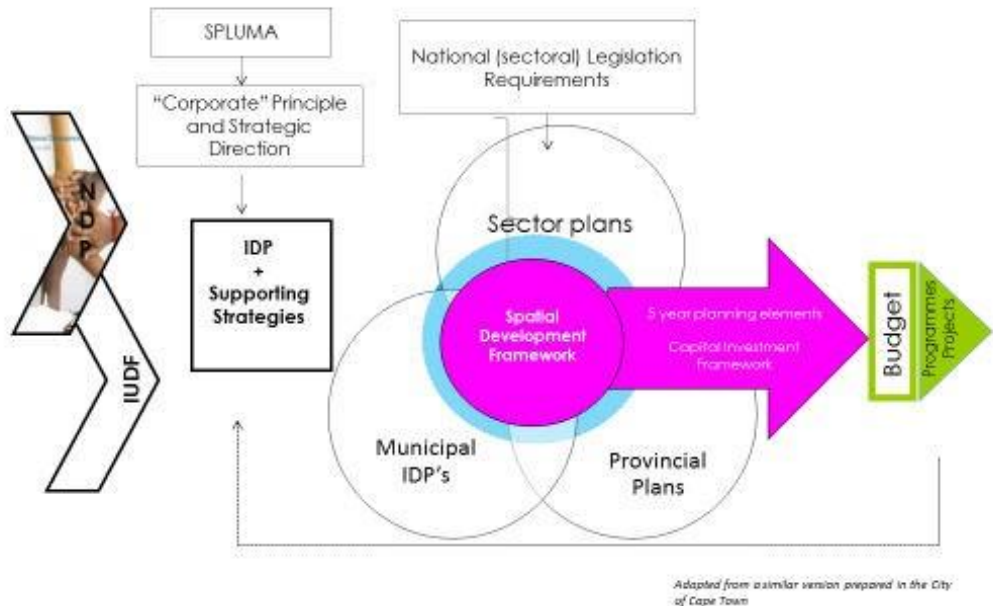 SPLUMA
National (sectoral) Legislation
Requirements
“Corporate” Principle
and Strategic
Direction
NDP
IUDF
IDP
+
Supporting
Strategies
Sector plans
Spatial
Development
Framework
5 year planning elements
Capital Investment
Framework
Budget
Programmes
Projects
Municipal
IDP's
Provincial
Plans
Adapted from a similar version prepared in the City
of Cape Town